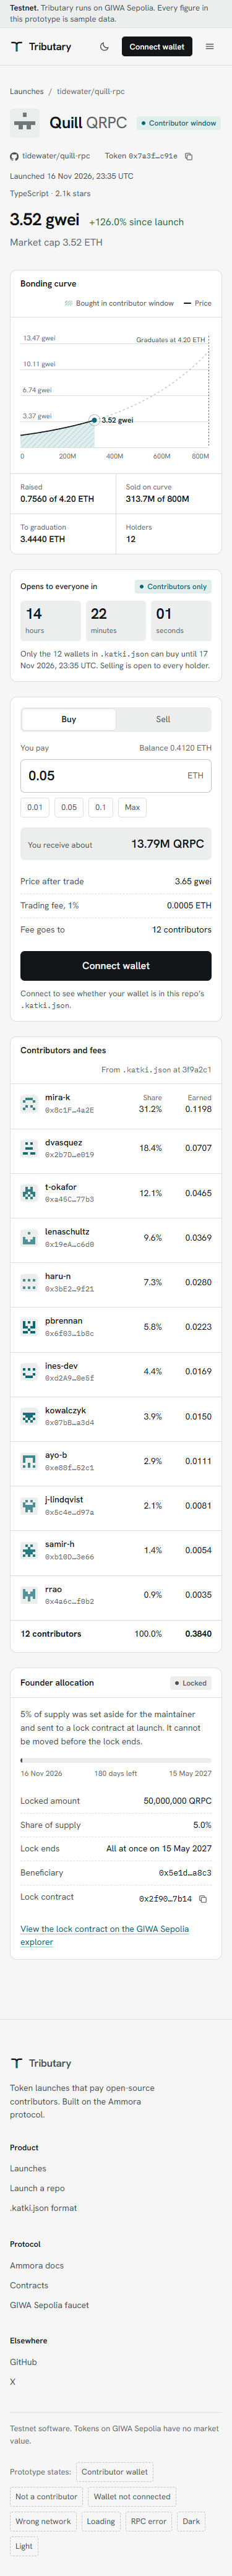 Testnet. Tributary runs on GIWA Sepolia. Every figure in
this prototype is sample data.
Tributary
Connect wallet
Launches / tidewater/quill-rpc
Quill QRPC
Contributor window
tidewater/quill-rpc Token 0x7a3f…c91e
Launched 16 Nov 2026, 23:35 UTC
TypeScript · 2.1k stars
3.52 gwei +126.0% since launch
Market cap 3.52 ETH
Bonding curve
Bought in contributor window Price
13.47 gwei
Graduates at 4.20 ETH
10.11 gwei
6.74 gwei
3.37 gwei
3.52 gwei
0 200M 400M 600M 800M
Raised
0.7560 of 4.20 ETH
Sold on curve
313.7M of 800M
To graduation
3.4440 ETH
Holders
12
Opens to everyone in
Contributors only
14
hours
22
minutes
01
seconds
Only the 12 wallets in .katki.json can buy until 17
Nov 2026, 23:35 UTC. Selling is open to every holder.
Buy Sell
You pay Balance 0.4120 ETH
0.05 ETH
0.01 0.05 0.1 Max
You receive about 13.79M QRPC
Price after trade 3.65 gwei
Trading fee, 1% 0.0005 ETH
Fee goes to 12 contributors
Connect wallet
Connect to see whether your wallet is in this repo's
.katki.json.
Contributors and fees
From .katki.json at 3f9a2c1
Share Earned
mira-k 31.2% 0.1198
0x8c1F…4a2E
dvasquez 18.4% 0.0707
0x2b7D…e019
t-okafor 12.1% 0.0465
0xa45C…77b3
lenaschultz 9.6% 0.0369
0x19eA…c6d0
haru-n 7.3% 0.0280
0x3bE2…9f21
pbrennan 5.8% 0.0223
0x6f03…1b8c
ines-dev 4.4% 0.0169
0xd2A9…0e5f
kowalczyk 3.9% 0.0150
0x07bB…a3d4
ayo-b 2.9% 0.0111
0xe88f…52c1
j-lindqvist 2.1% 0.0081
0x5c4e…d97a
samir-h 1.4% 0.0054
0xb10D…3e66
rrao 0.9% 0.0035
0x4a6c…f0b2
12 contributors 100.0% 0.3840
Founder allocation
Locked
5% of supply was set aside for the maintainer
and sent to a lock contract at launch. It cannot
be moved before the lock ends.
16 Nov 2026 180 days left 15 May 2027
Locked amount 50,000,000 QRPC
Share of supply 5.0%
Lock ends All at once on 15 May 2027
Beneficiary 0x5e1d…a8c3
Lock contract 0x2f90…7b14
View the lock contract on the GIWA Sepolia
explorer
Tributary
Token launches that pay open-source
contributors. Built on the Ammora
protocol.
Product
Launches
Launch a repo
.katki.json format
Protocol
Ammora docs
Contracts
GIWA Sepolia faucet
Elsewhere
GitHub
X
Testnet software. Tokens on GIWA Sepolia have no market
value.
Prototype states: Contributor wallet
Not a contributor Wallet not connected
Wrong network Loading RPC error Dark
Light